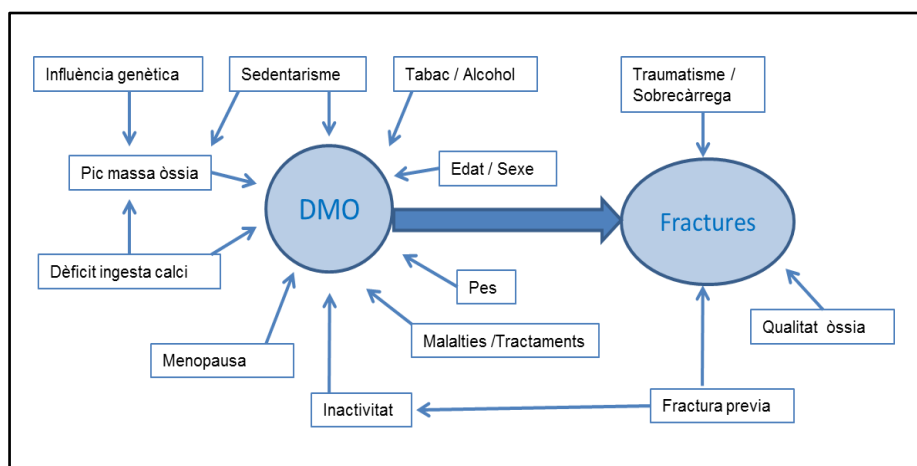 Influència genètica
Sedentarisme
Tabac / Alcohol
Traumatisme /
Sobrecàrrega
Pic massa òssia
Edat / Sexe
DMO
Fractures
Dèficit ingesta calci
Pes
Qualitat òssia
Malalties /Tractaments
Menopausa
Inactivitat
Fractura previa